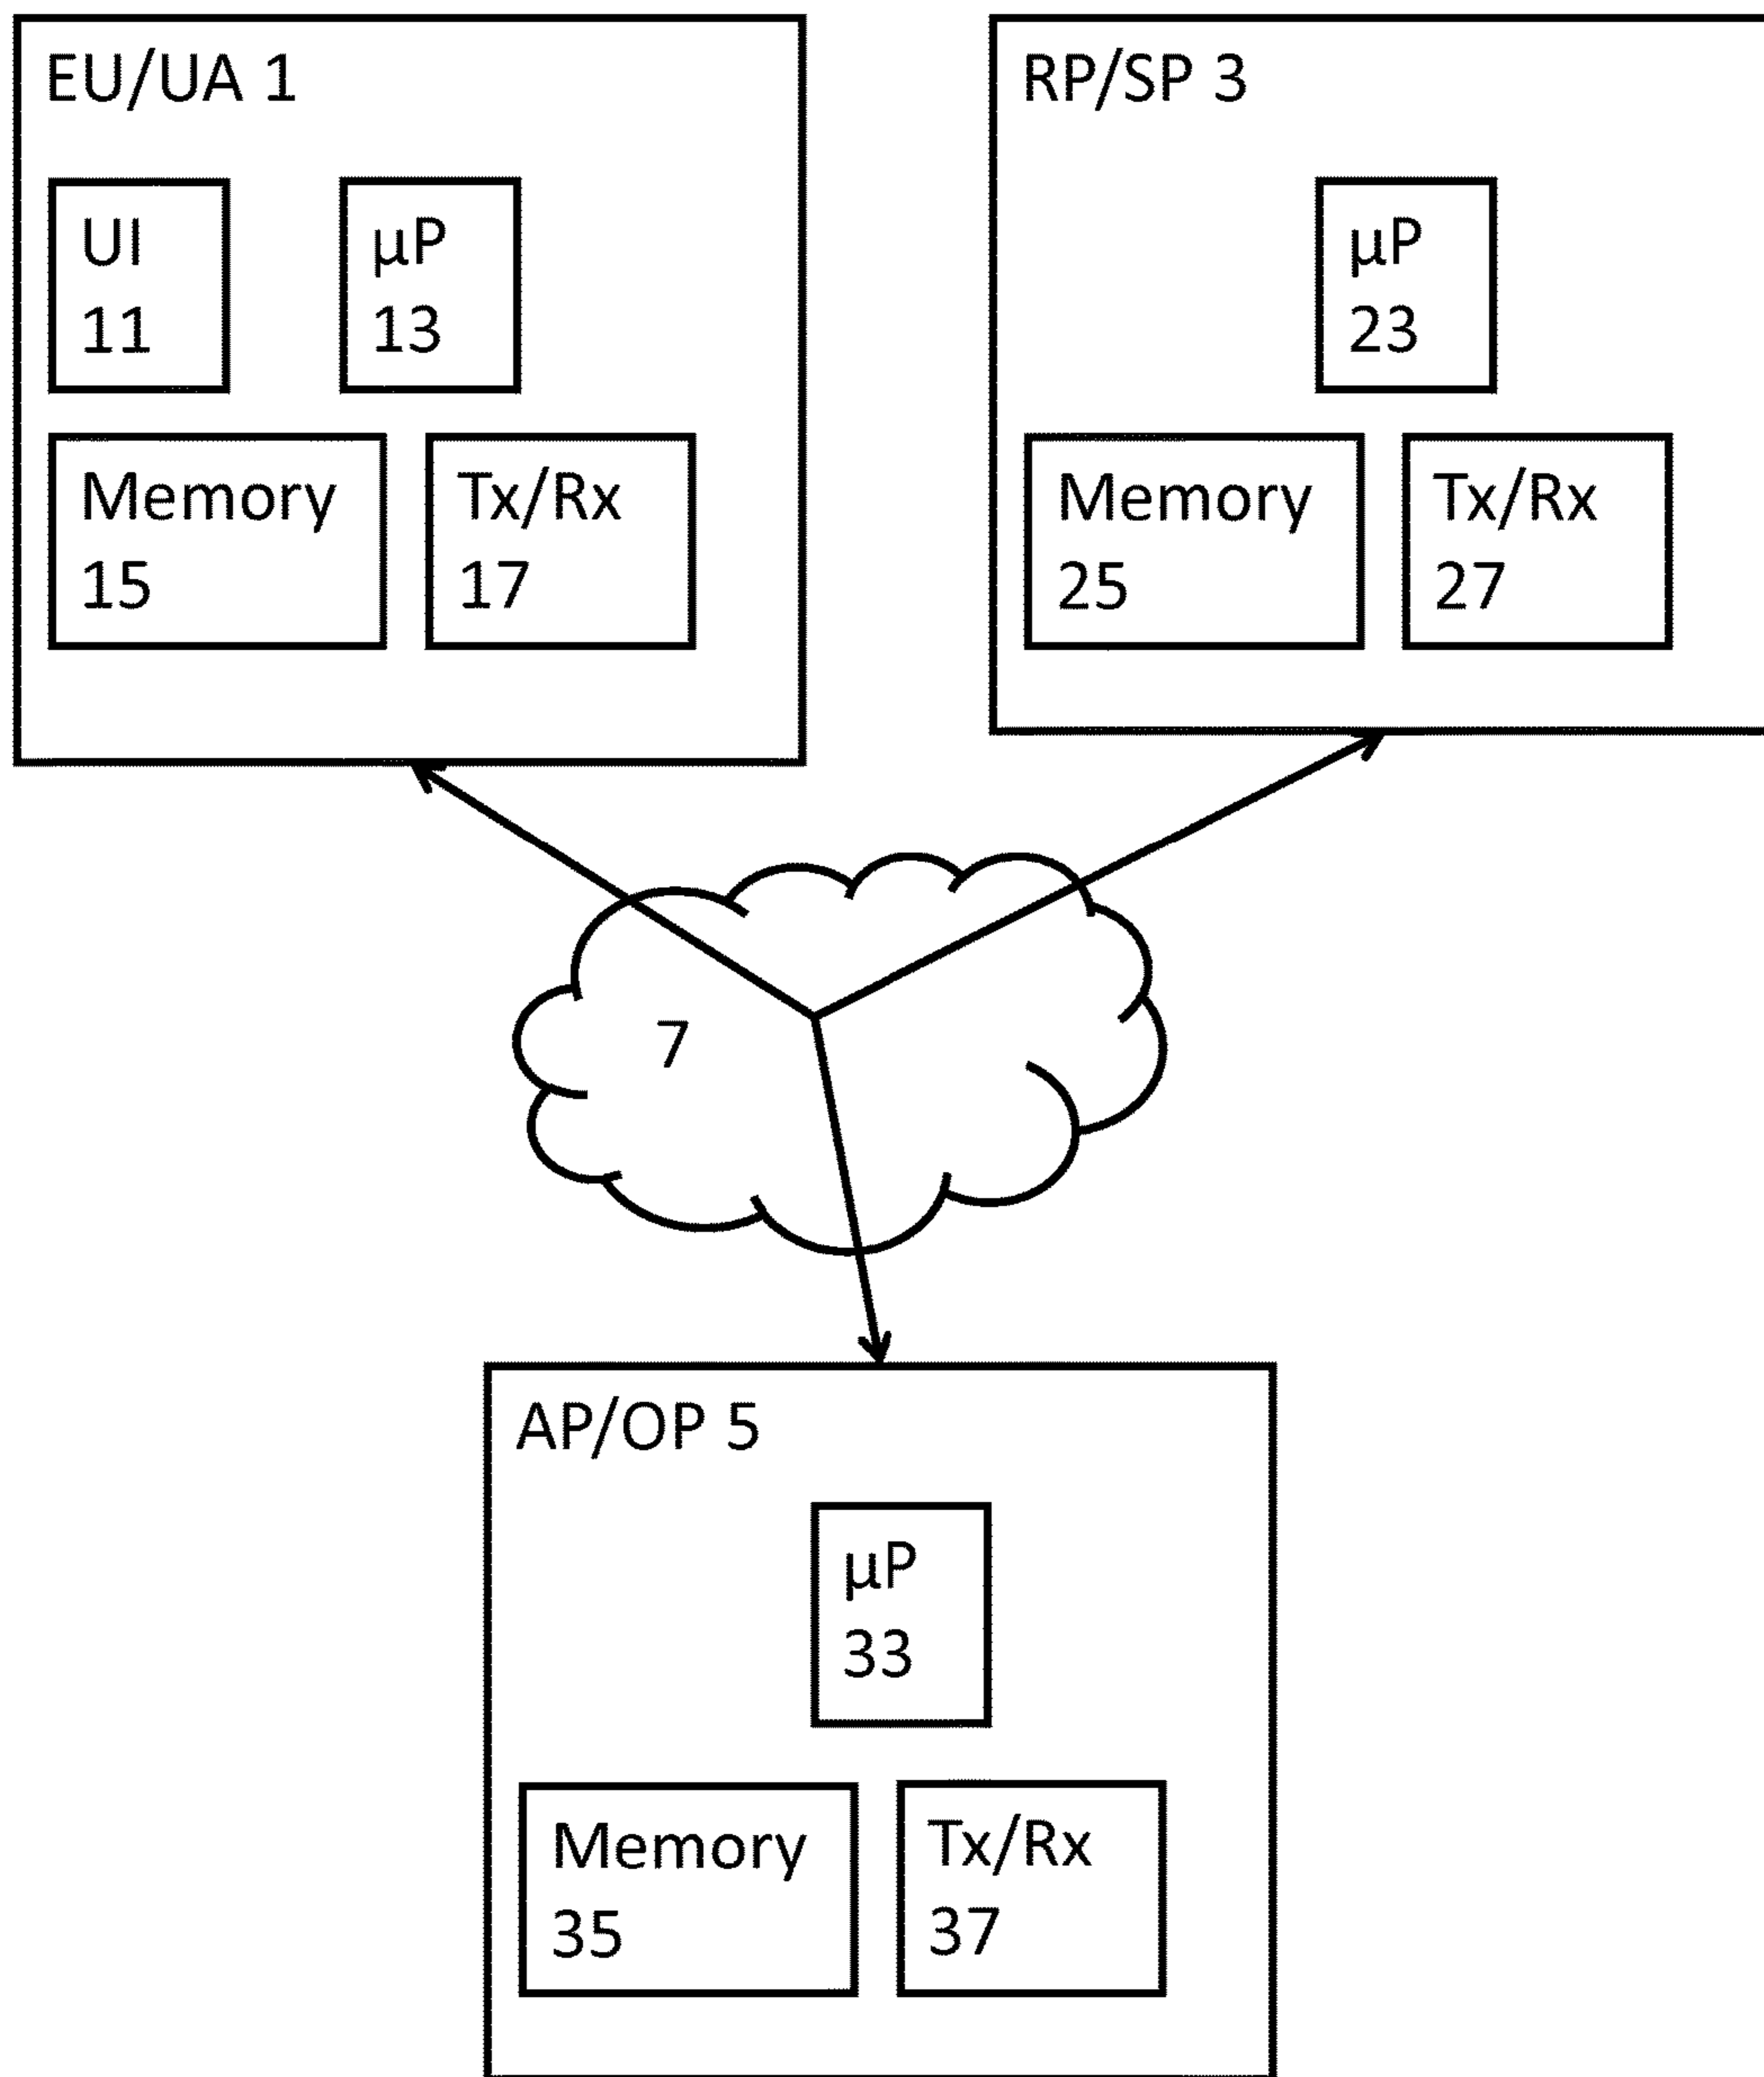 EU/UA 1
UI
11
µP
13
Memory
15
Tx/Rx
17
RP/SP 3
µP
23
Memory
25
Tx/Rx
27
7
AP/OP 5
µP
33
Memory
35
Tx/Rx
37